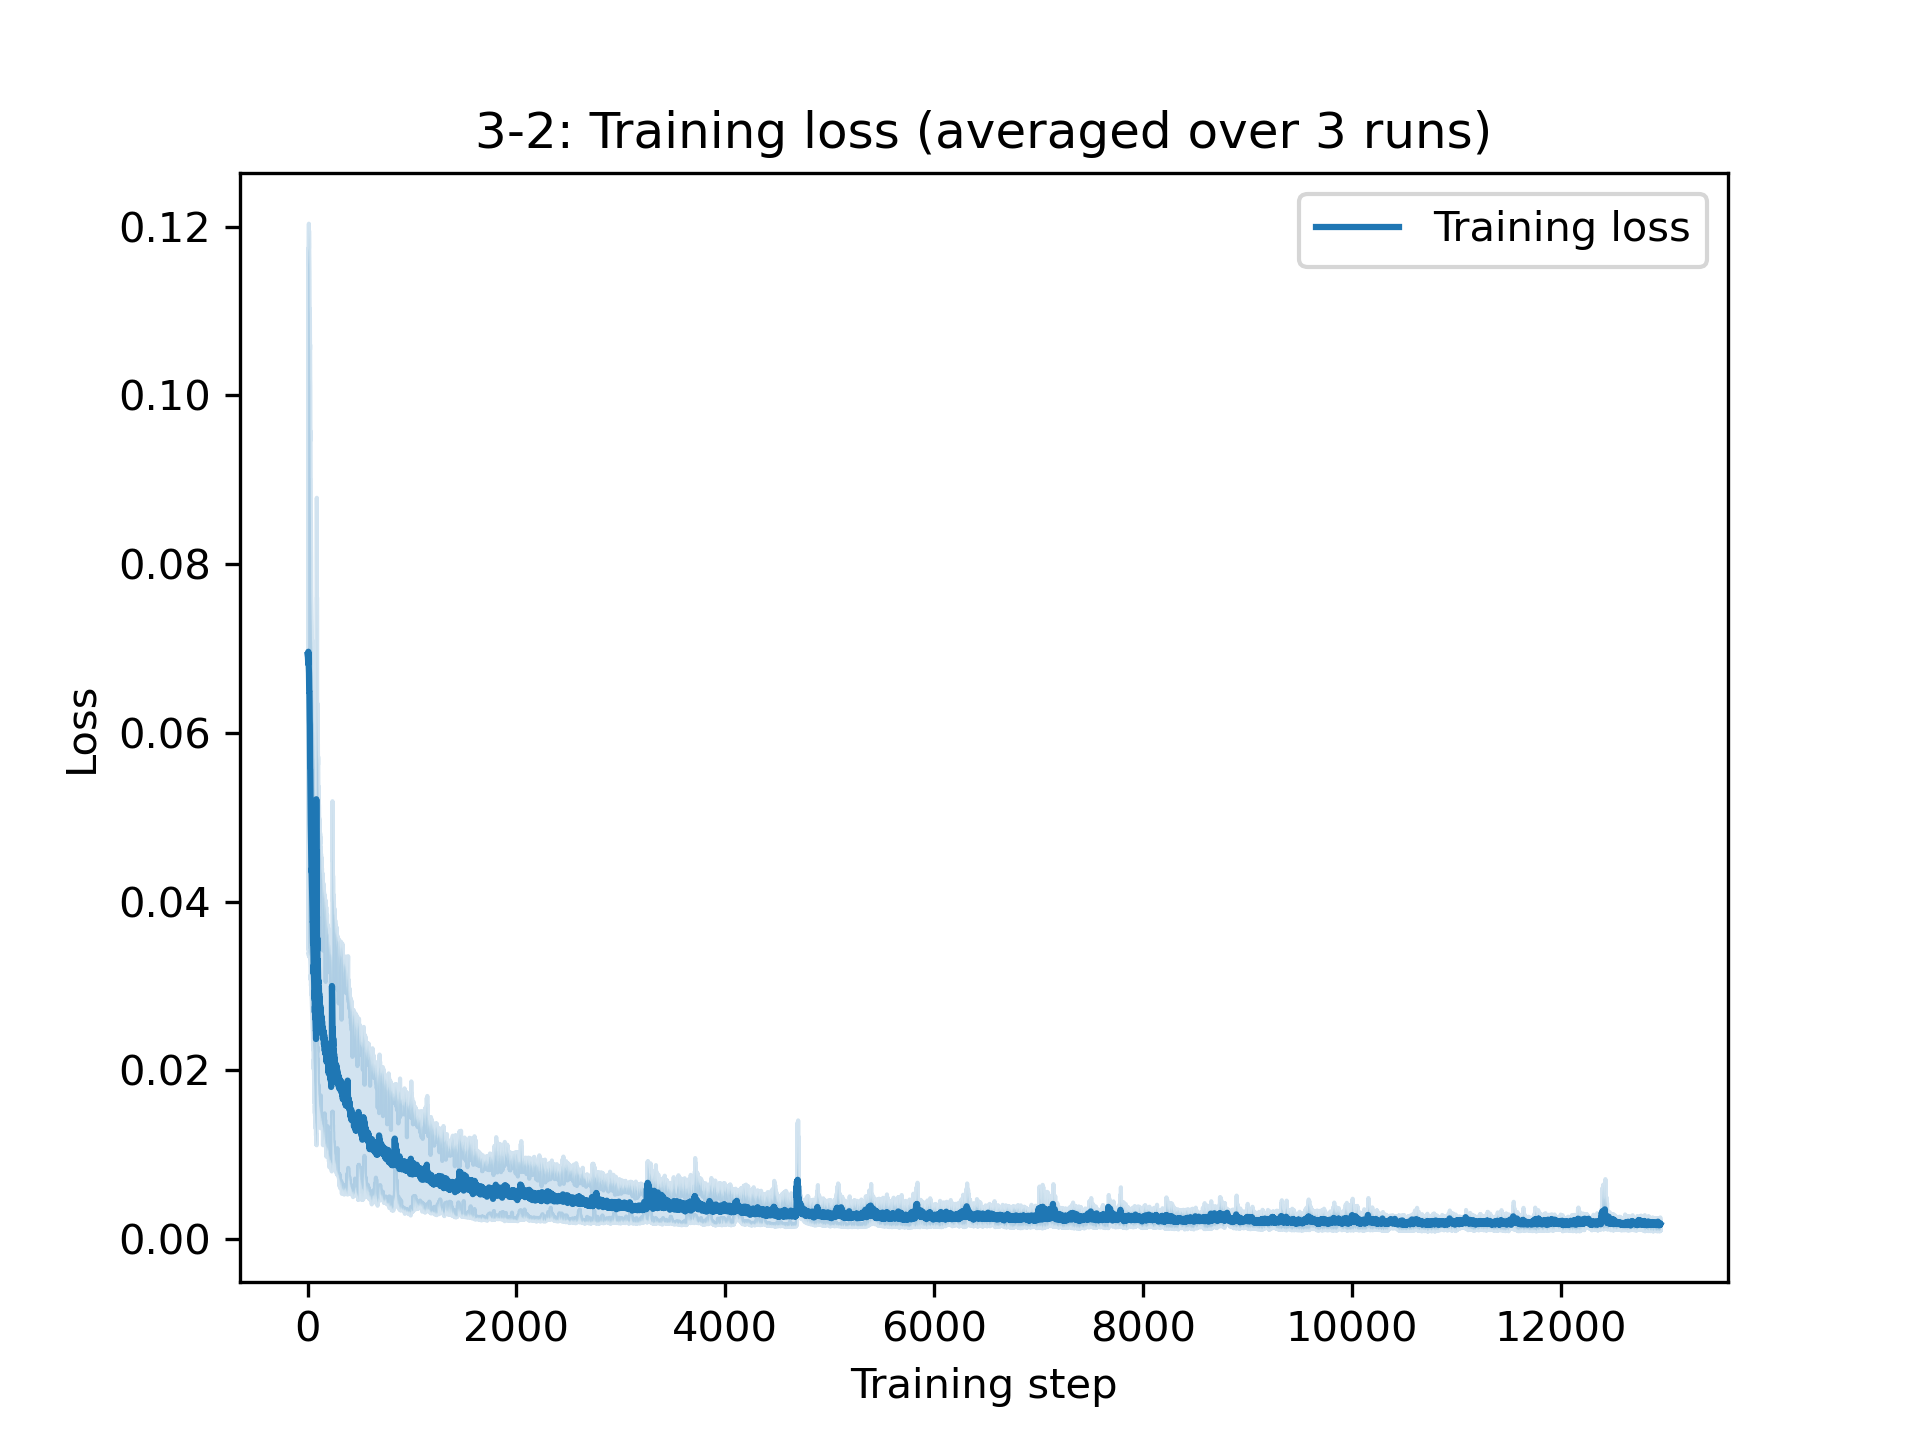 3-2: Training loss (averaged over 3 runs)
Training loss
Loss
0.12
0.10
0.08
0.06
0.04
0.02
0.00
0 2000 4000 6000 8000 10000 12000
Training step